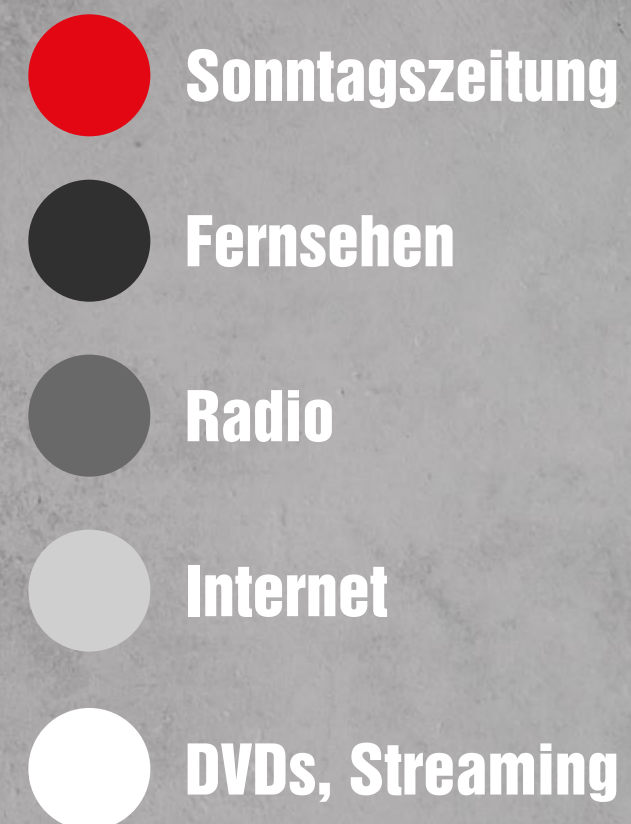 Sonntagszeitung
Fernsehen
Radio
Internet
DVDs, Streaming